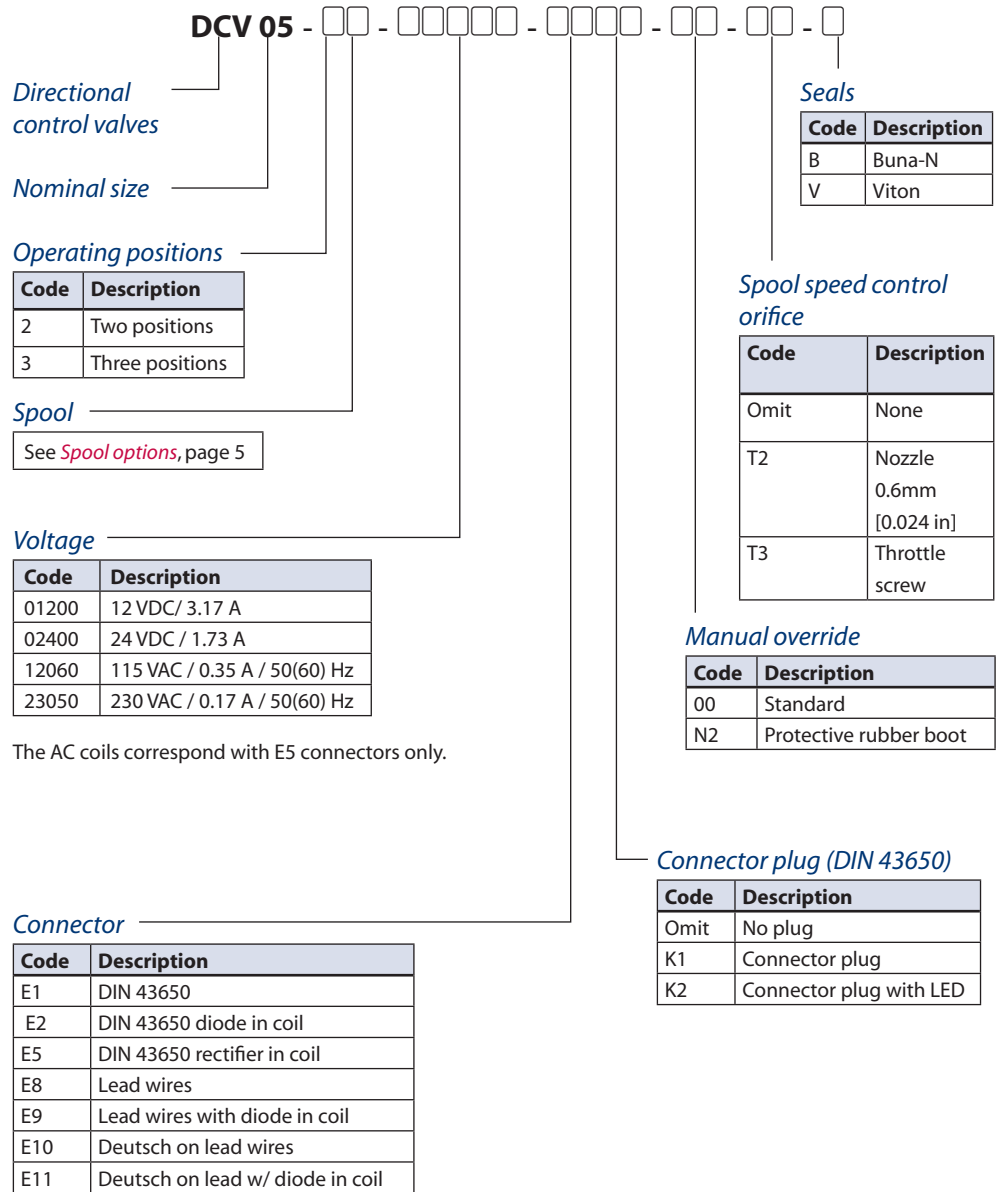 DCV 05 - □□ - □□□□□ - □□□□ - □□ - □□ - □
Directional
control valves
Nominal size
Operating positions
Code Description
2 Two positions
3 Three positions
Spool
See Spool options, page 5
Voltage
Code Description
01200 12 VDC/ 3.17 A
02400 24 VDC / 1.73 A
12060 115 VAC / 0.35 A / 50(60) Hz
23050 230 VAC / 0.17 A / 50(60) Hz
The AC coils correspond with E5 connectors only.
Connector
Code Description
E1 DIN 43650
E2 DIN 43650 diode in coil
E5 DIN 43650 rectifier in coil
E8 Lead wires
E9 Lead wires with diode in coil
E10 Deutsch on lead wires
E11 Deutsch on lead w/ diode in coil
Seals
Code Description
B Buna-N
V Viton
Spool speed control
orifice
Code Description
Omit None
T2 Nozzle
0.6mm
[0.024 in]
T3 Throttle
screw
Manual override
Code Description
00 Standard
N2 Protective rubber boot
Connector plug (DIN 43650)
Code Description
Omit No plug
K1 Connector plug
K2 Connector plug with LED